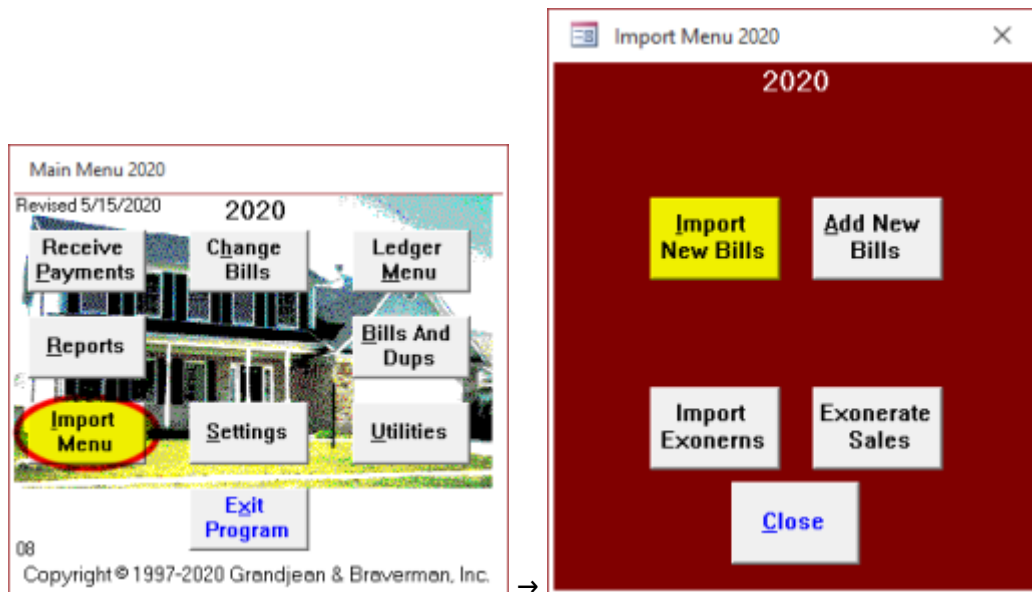 Main Menu 2020
Revised 5/15/2020
2020
Receive
Payments
Change
Bills
Ledger
Menu
Reports
Bills And
Dups
Import
Menu
Settings
Utilities
Exit
Program
08
Copyright © 1997-2020 Grandjean & Braverman, Inc.
→
Import Menu 2020
2020
Import
New Bills
Add New
Bills
Import
Exonerns
Exonerate
Sales
Close